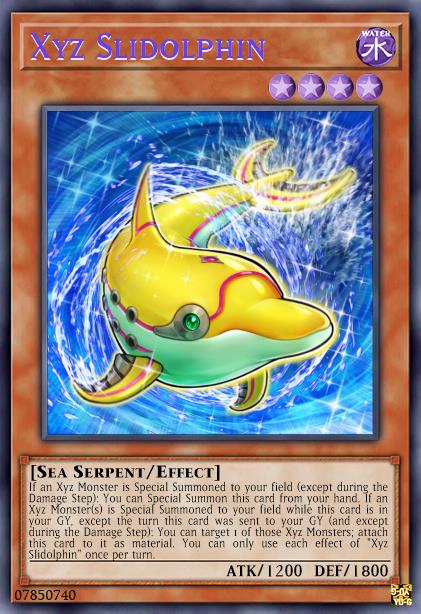 Xyz Slidolphin
WATER
水
[Sea Serpent/Effect]
If an Xyz Monster is Special Summoned to your field (except during the
Damage Step): You can Special Summon this card from your hand. If an
Xyz Monster(s) is Special Summoned to your field while this card is in
your GY, except the turn this card was sent to your GY (and except
during the Damage Step): You can target 1 of those Xyz Monsters; attach
this card to it as material. You can only use each effect of "Xyz
Slidolphin" once per turn.
ATK/1200 DEF/1800
07850740